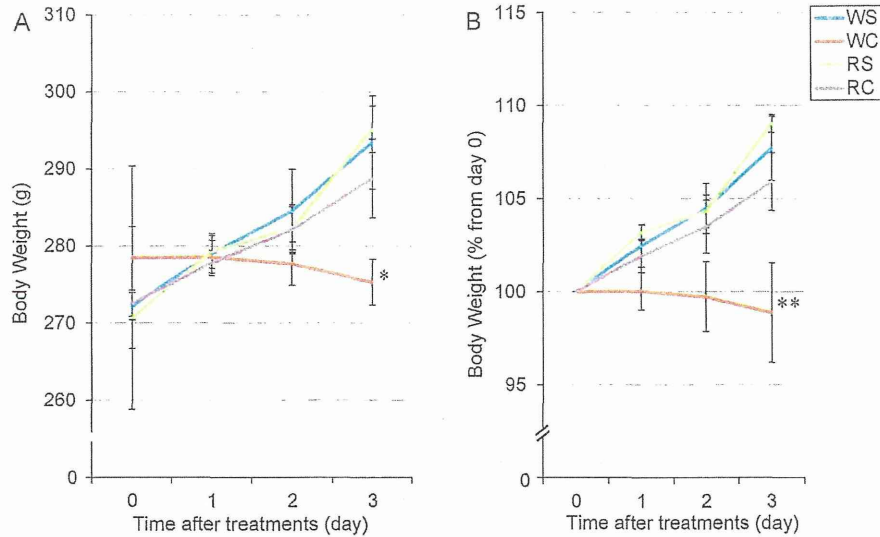 A
310
300
290
280
270
260
0
Body Weight (g)
0 1 2 3
Time after treatments (day)
*
B
115
110
105
100
95
0
Body Weight (% from day 0)
0 1 2 3
Time after treatments (day)
**
WS
WC
RS
RC